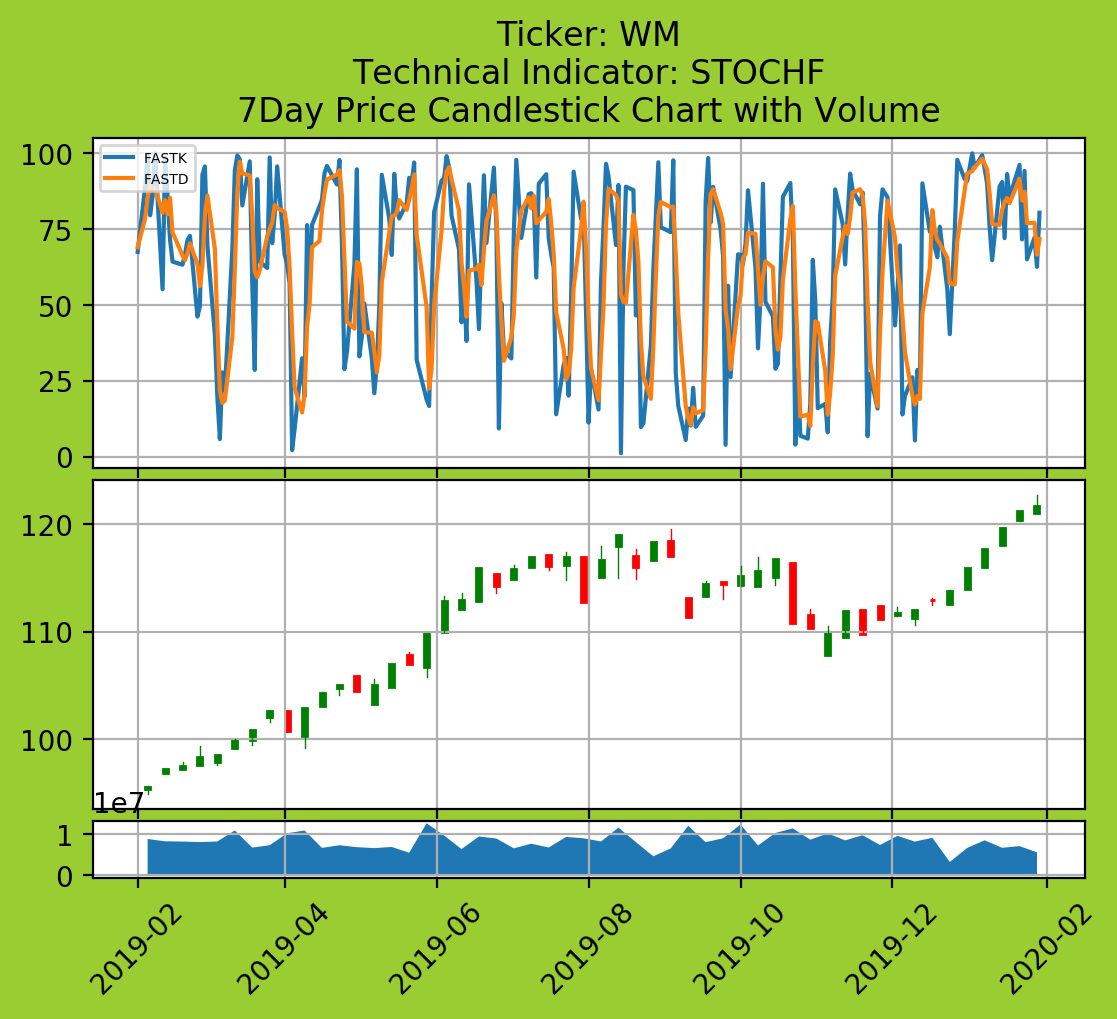 Ticker: WM
Technical Indicator: STOCHF
7Day Price Candlestick Chart with Volume
100
FASTK
FASTD
75
50
25
0
120
110
100
1e7
1
0
2019-02
2019-04
2019-06
2019-08
2019-10
2019-12
2020-02